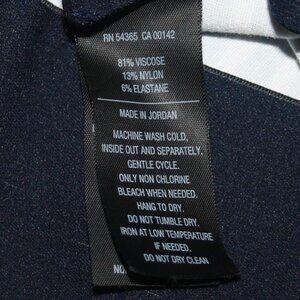 RN 54365 CA 00142
81% VISCOSE
13% NYLON
6% ELASTANE
MADE IN JORDAN
MACHINE WASH COLD,
INSIDE OUT AND SEPARATELY.
GENTLE CYCLE.
ONLY NON CHLORINE
BLEACH WHEN NEEDED.
HANG TO DRY.
DO NOT TUMBLE DRY.
IRON AT LOW TEMPERATURE
IF NEEDED.
DO NOT DRY CLEAN